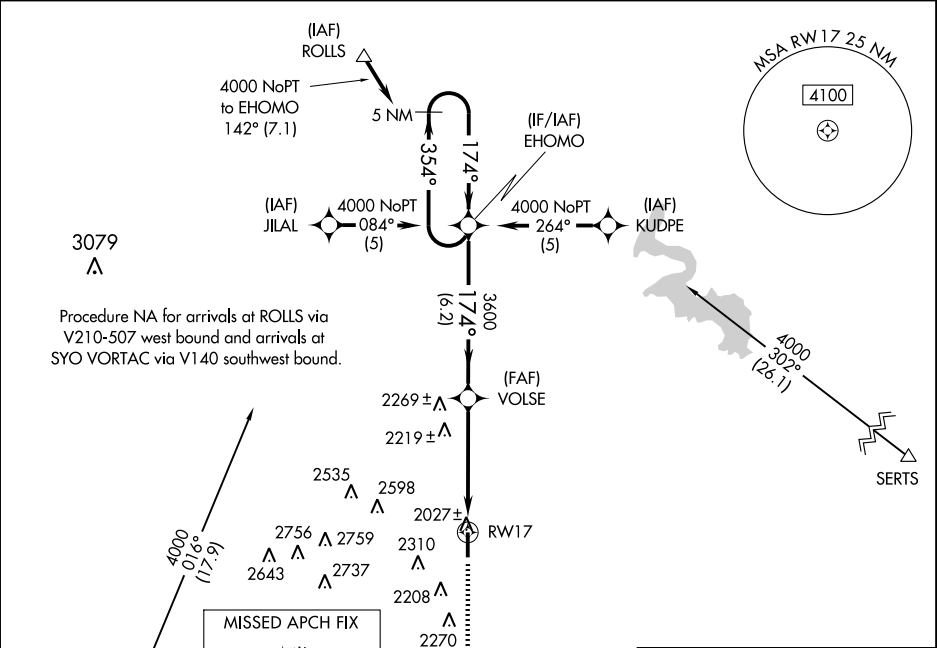 (IAF)
ROLLS
4000 NoPT
to EHOMO
142° (7.1)
5 NM
354°
174°
(IF/IAF)
EHOMO
MSA RW17 25 NM
4100
(IAF)
JILAL
4000 NoPT
084°
(5)
4000 NoPT
264°
(5)
(IAF)
KUDPE
3079
Procedure NA for arrivals at ROLLS via
V210-507 west bound and arrivals at
SYO VORTAC via V140 southwest bound.
3600
174°
(6.2)
4000
302°
(26.1)
SERTS
(FAF)
VOLSE
2269±
2219±
2535
2598
2027±
RW17
2756
2759
2310
2643
2737
2208
2270
4000
016°
(17.9)
MISSED APCH FIX